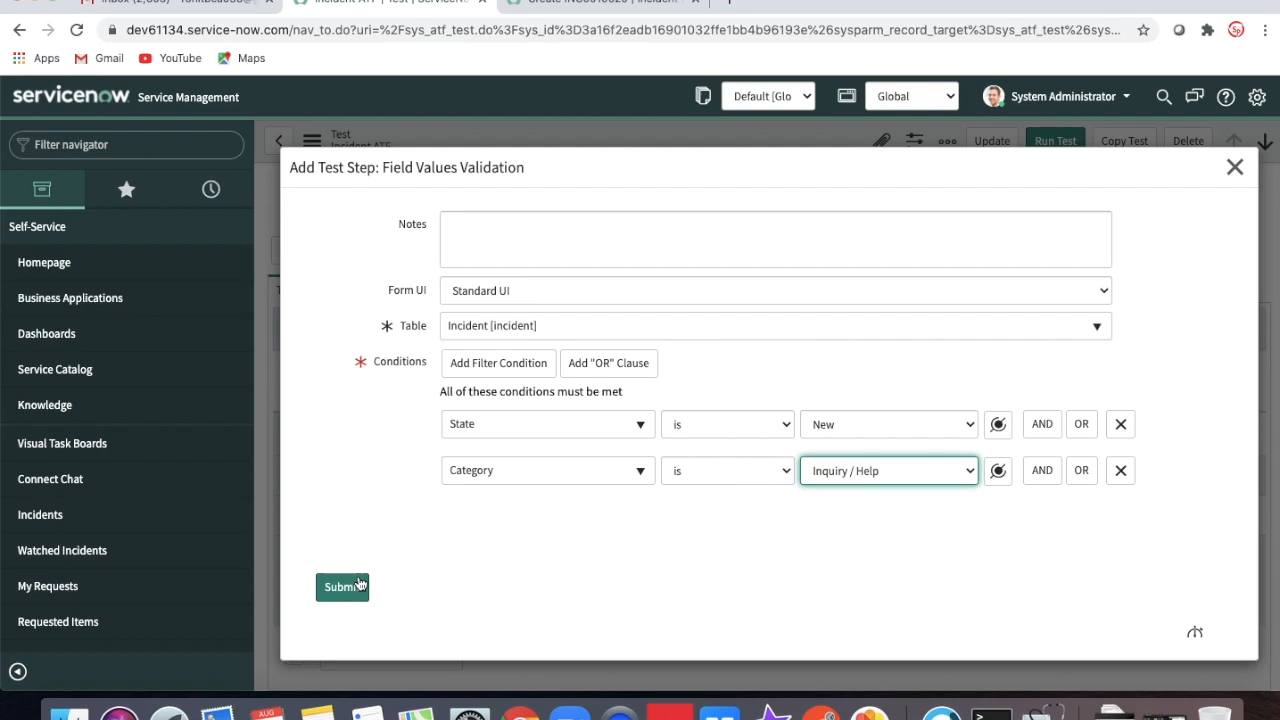 dev61134.service-now.com/nav_to.do?uri=%2Fsys_atf_test.do%3Fsys_id%3D3a16f2eadb16901032ffe1bb4b96193e%26sysparm_record_target%3Dsys_atf_test%26sys...
Apps Gmail YouTube Maps
servicenow Service Management Default [Glo Global System Administrator
Filter navigator
Test
Update Run Test Copy Test Delete
Add Test Step: Field Values Validation
Self-Service
Homepage
Business Applications
Dashboards
Service Catalog
Knowledge
Visual Task Boards
Connect Chat
Incidents
Watched Incidents
My Requests
Requested Items
Notes
Form UI Standard UI
Table Incident [incident]
Conditions Add Filter Condition Add "OR" Clause
All of these conditions must be met
State is New AND OR
Category is Inquiry / Help AND OR
Submit
AUG